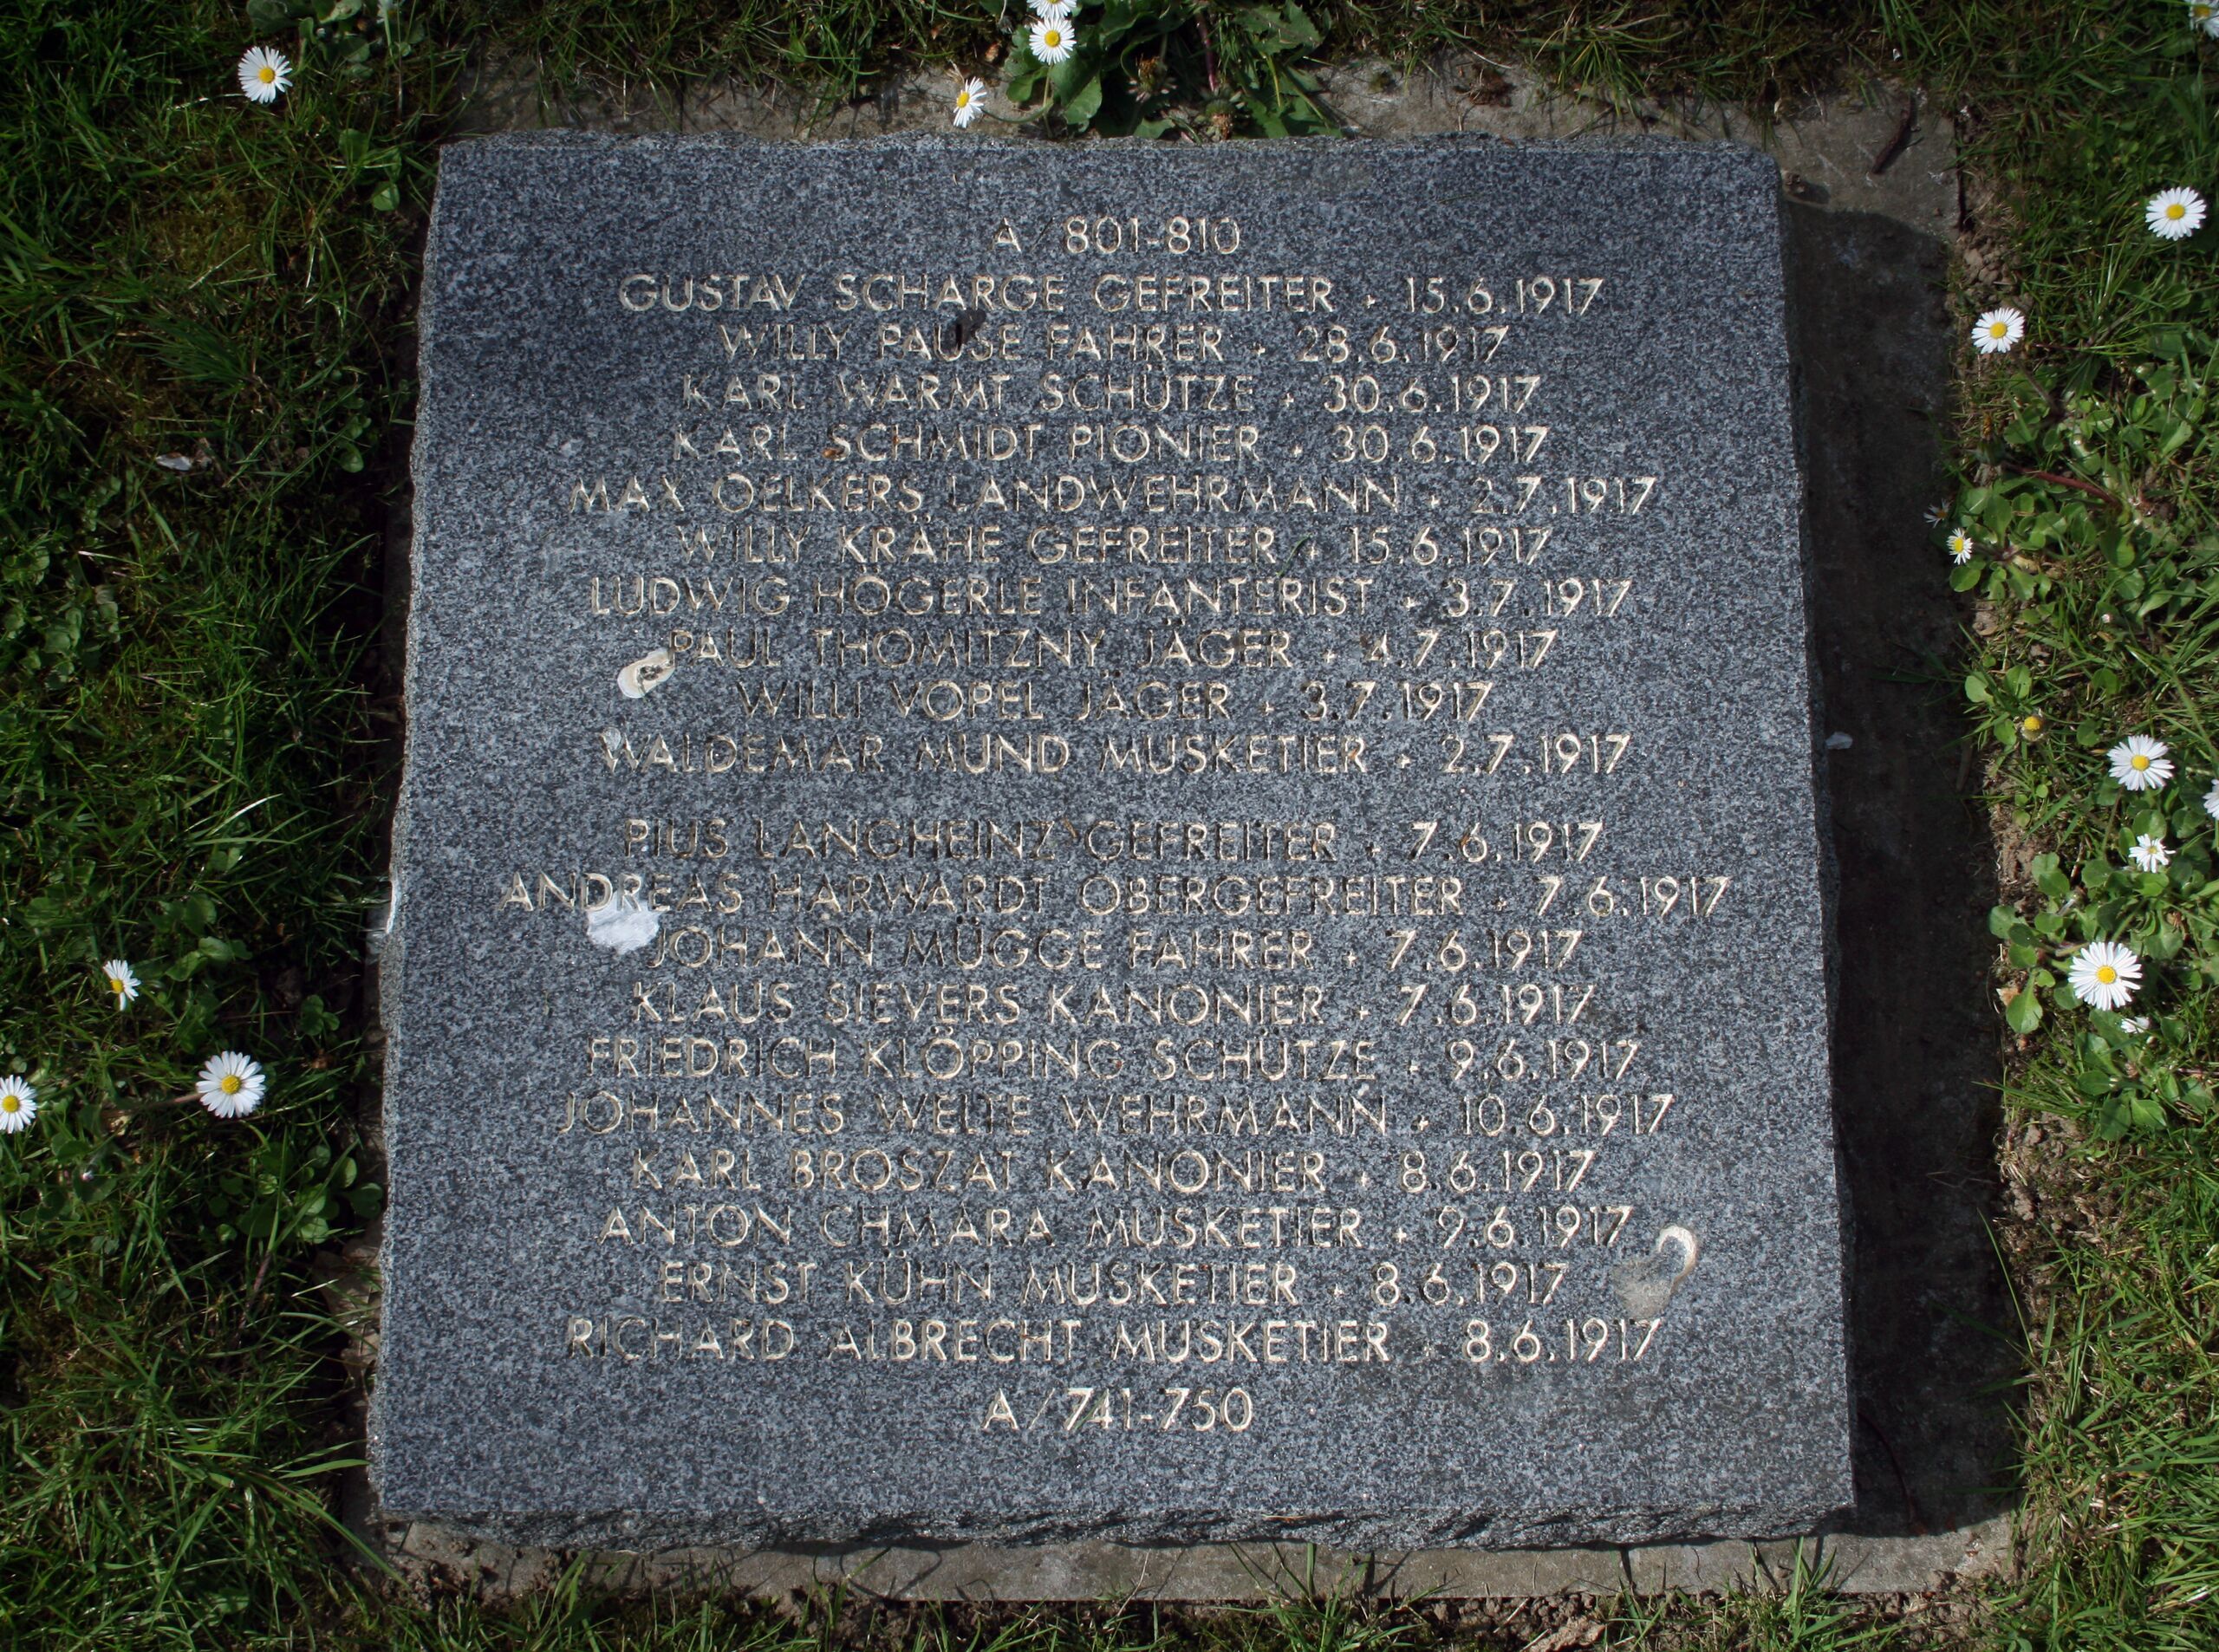 A / 801-810
GUSTAV SCHARGE GEFREITER + 15.6.1917
WILLY PAUSE FAHRER + 28.6.1917
KARL WARMT SCHÜTZE + 30.6.1917
KARL SCHMIDT PIONIER + 30.6.1917
MAX OELKERS LANDWEHRMANN + 2.7.1917
WILLY KRAHE GEFREITER + 15.6.1917
LUDWIG HÖGERLE INFANTERIST + 3.7.1917
PAUL THOMITZNY JÄGER + 4.7.1917
WILLI VOPEL JÄGER + 3.7.1917
WALDEMAR MUND MUSKETIER + 2.7.1917
PIUS LANGHEINZ GEFREITER + 7.6.1917
ANDREAS HARWARDT OBERGEFREITER + 7.6.1917
JOHANN MÜGGE FAHRER + 7.6.1917
KLAUS SIEVERS KANONIER + 7.6.1917
FRIEDRICH KLÖPPING SCHÜTZE + 9.6.1917
JOHANNES WELTE WEHRMANN + 10.6.1917
KARL BROSZAT KANONIER + 8.6.1917
ANTON CHMARA MUSKETIER + 9.6.1917
ERNST KÜHN MUSKETIER + 8.6.1917
RICHARD ALBRECHT MUSKETIER + 8.6.1917
A / 741-750